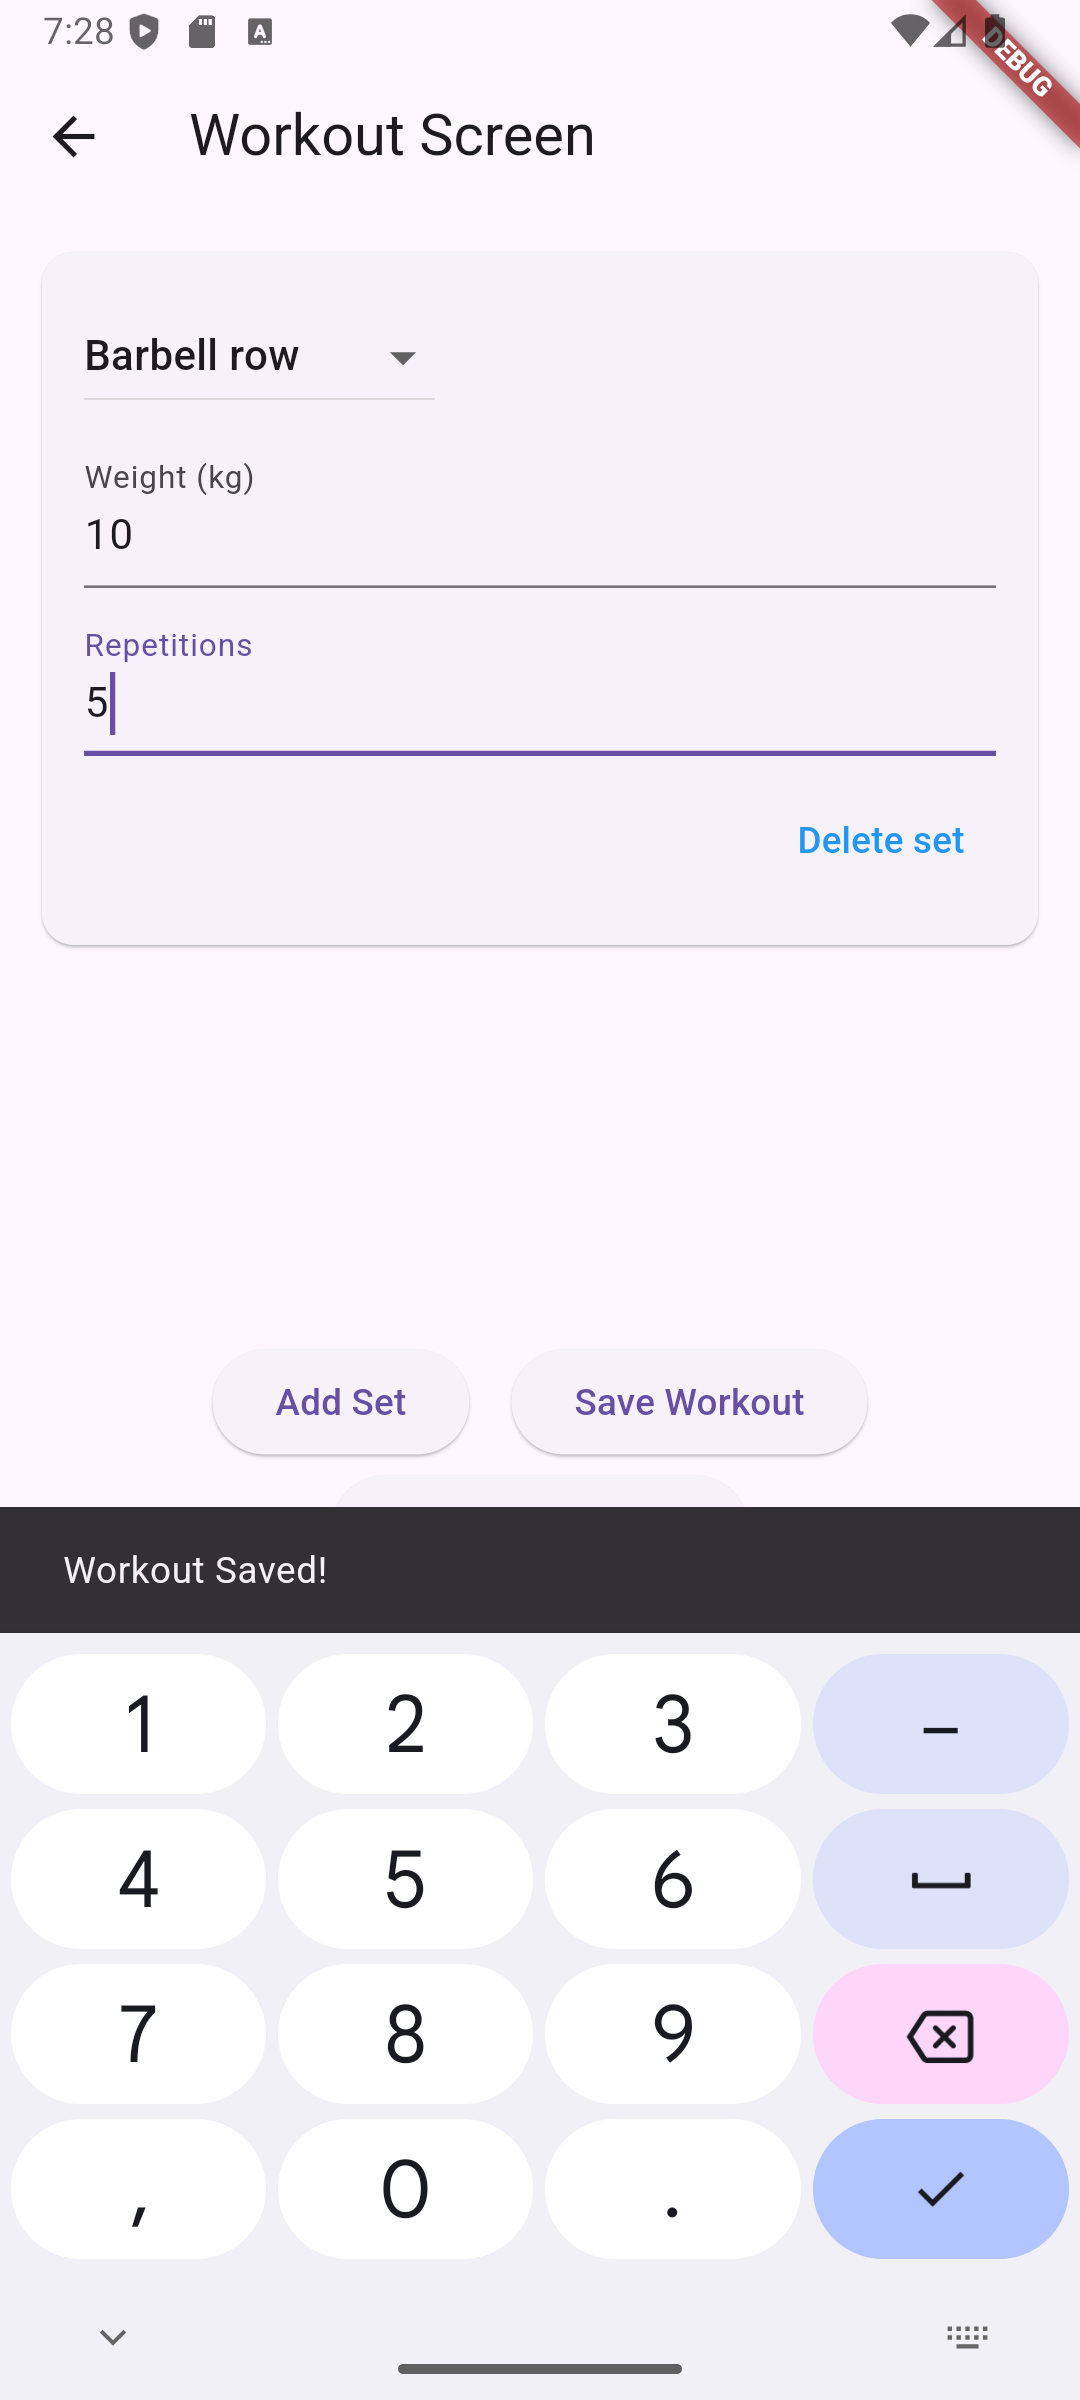 7:28
DEBUG
Workout Screen
Barbell row
Weight (kg)
10
Repetitions
5
Delete set
Add Set
Save Workout
Workout Saved!
1 2 3 –
4 5 6
7 8 9
, 0 .